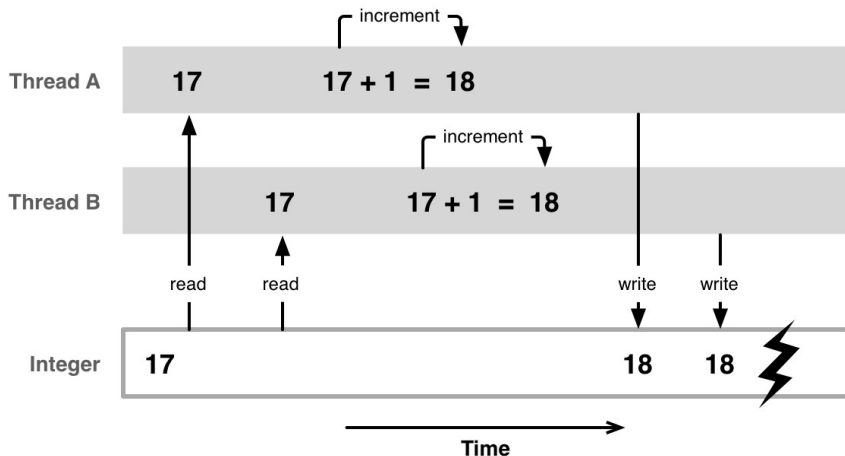 increment
Thread A
17
17 + 1 = 18
increment
Thread B
17
17 + 1 = 18
read
read
write
write
Integer
17
18
18
Time